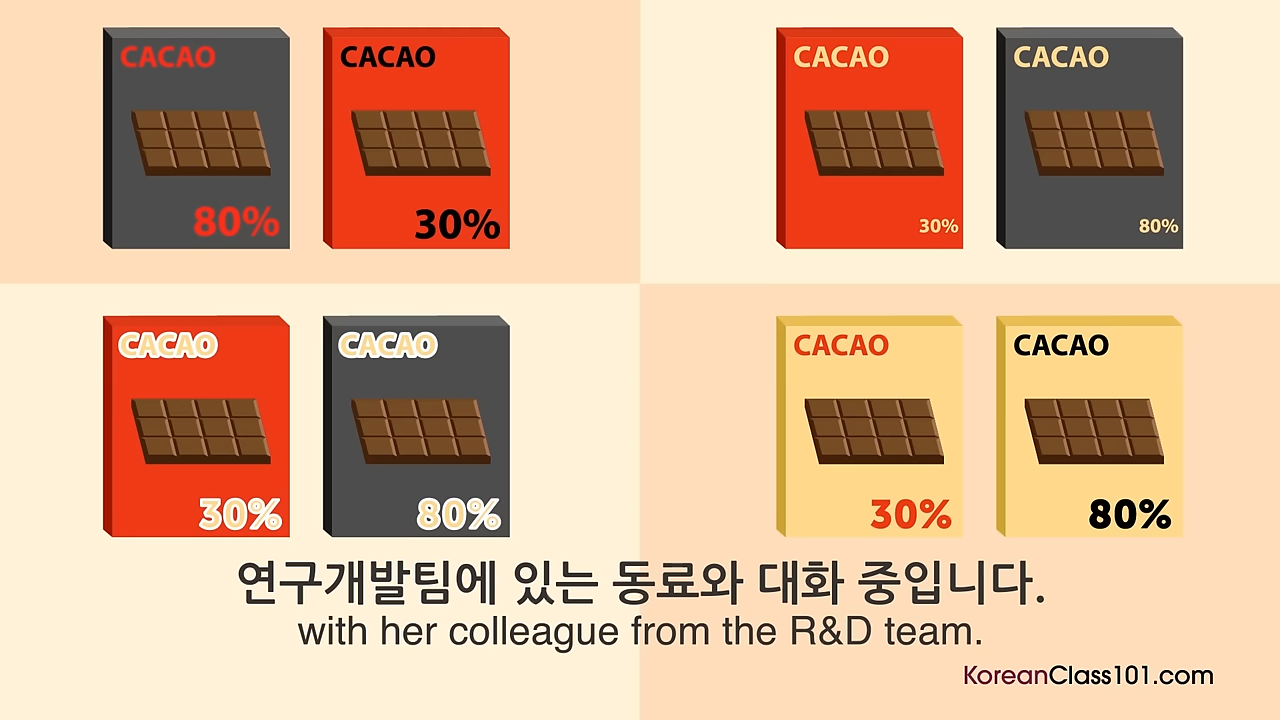 CACAO
CACAO
80%
30%
CACAO
CACAO
30%
80%
CACAO
CACAO
30%
80%
CACAO
CACAO
30%
80%
연구개발팀에 있는 동료와 대화 중입니다.
with her colleague from the R&D team.
KoreanClass101.com